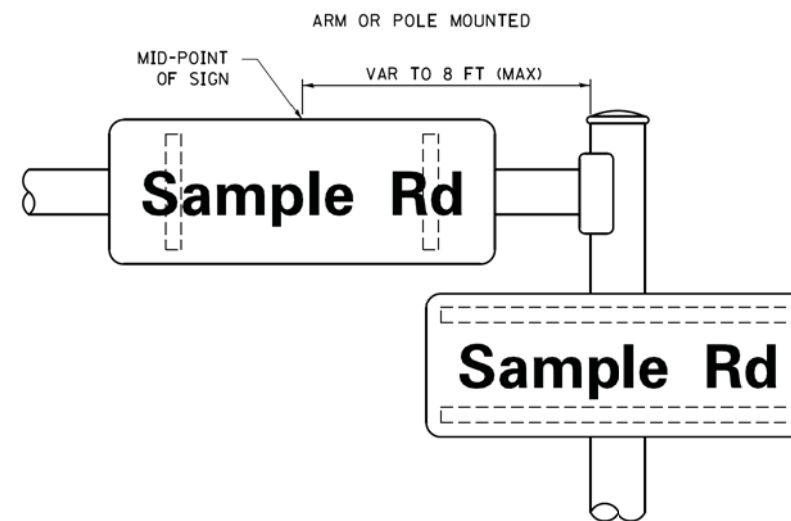 ARM OR POLE MOUNTED
MID-POINT
OF SIGN
VAR TO 8 FT (MAX)
Sample Rd
Sample Rd